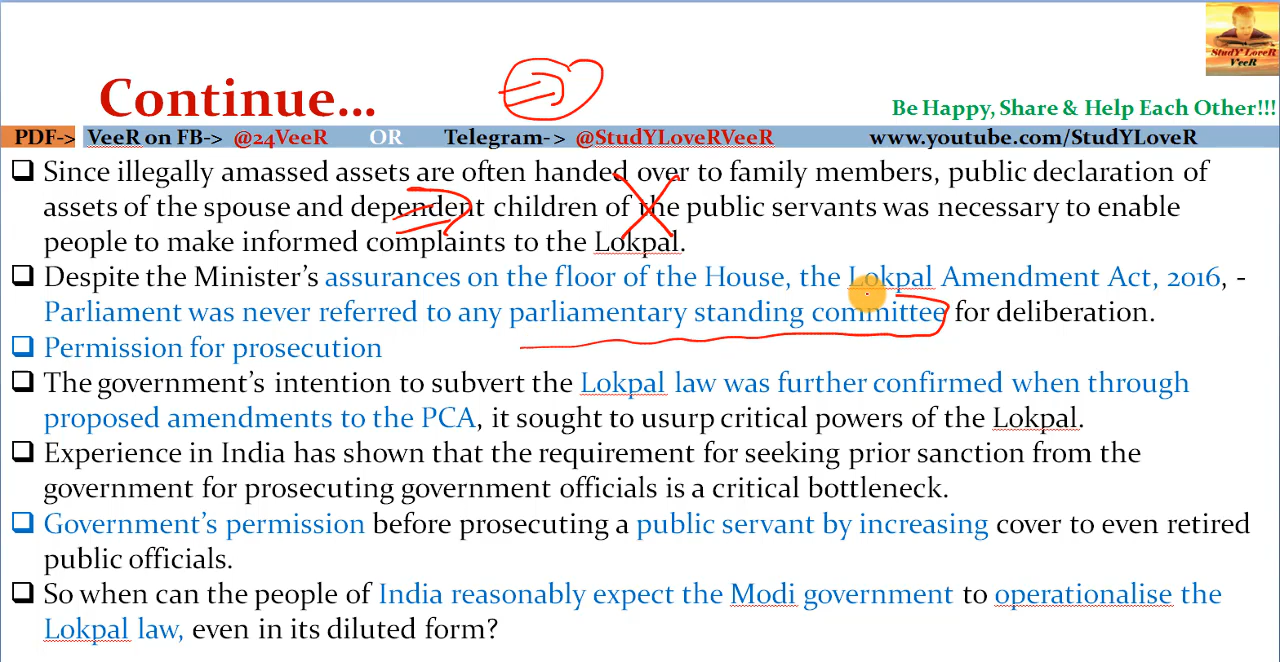 StudY LoveR
VeeR
Continue...
Be Happy, Share & Help Each Other!!!
PDF-> VeeR on FB-> @24VeeR OR Telegram-> @StudYLoveRVeeR www.youtube.com/StudYLoveR
❑ Since illegally amassed assets are often handed over to family members, public declaration of
assets of the spouse and dependent children of the public servants was necessary to enable
people to make informed complaints to the Lokpal.
❑ Despite the Minister’s assurances on the floor of the House, the Lokpal Amendment Act, 2016, -
Parliament was never referred to any parliamentary standing committee for deliberation.
❑ Permission for prosecution
❑ The government’s intention to subvert the Lokpal law was further confirmed when through
proposed amendments to the PCA, it sought to usurp critical powers of the Lokpal.
❑ Experience in India has shown that the requirement for seeking prior sanction from the
government for prosecuting government officials is a critical bottleneck.
❑ Government’s permission before prosecuting a public servant by increasing cover to even retired
public officials.
❑ So when can the people of India reasonably expect the Modi government to operationalise the
Lokpal law, even in its diluted form?